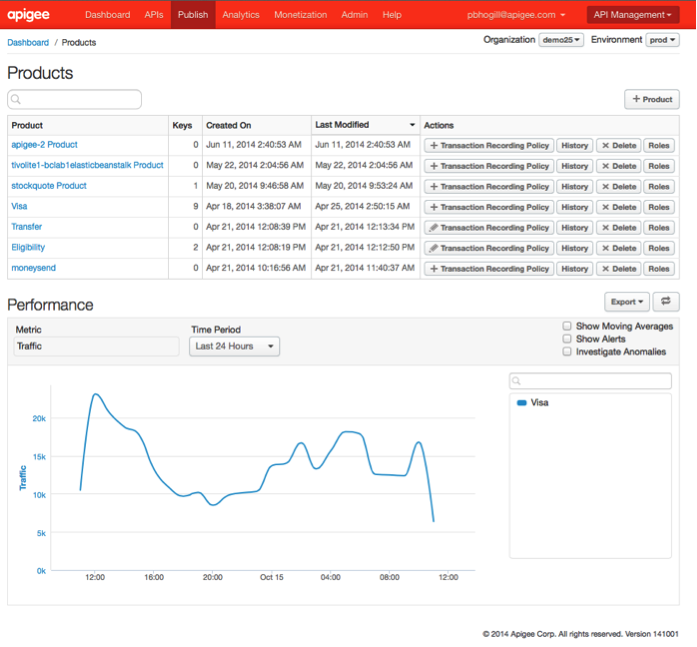 apigee Dashboard APIs Publish Analytics Monetization Admin Help pbhogill@apigee.com API Management
Dashboard / Products Organization demo25 Environment prod
Products
+ Product
Product Keys Created On Last Modified Actions
apigee-2 Product 0 Jun 11, 2014 2:40:53 AM Jun 11, 2014 2:40:53 AM + Transaction Recording Policy History × Delete Roles
tivolite1-bclab1elasticbeanstalk Product 0 May 22, 2014 2:04:56 AM May 22, 2014 2:04:56 AM + Transaction Recording Policy History × Delete Roles
stockquote Product 1 May 20, 2014 9:46:58 AM May 20, 2014 9:53:24 AM + Transaction Recording Policy History × Delete Roles
Visa 9 Apr 18, 2014 3:38:07 AM Apr 25, 2014 2:50:15 AM + Transaction Recording Policy History × Delete Roles
Transfer 0 Apr 21, 2014 12:08:39 PM Apr 21, 2014 12:13:34 PM Transaction Recording Policy History × Delete Roles
Eligibility 2 Apr 21, 2014 12:08:19 PM Apr 21, 2014 12:12:50 PM Transaction Recording Policy History × Delete Roles
moneysend 0 Apr 21, 2014 10:16:56 AM Apr 21, 2014 11:40:37 AM + Transaction Recording Policy History × Delete Roles
Performance Export
Metric Time Period Show Moving Averages
Traffic Last 24 Hours Show Alerts
Investigate Anomalies
Visa
20k
15k
Traffic
10k
5k
0k
12:00 16:00 20:00 Oct 15 04:00 08:00 12:00
© 2014 Apigee Corp. All rights reserved. Version 141001